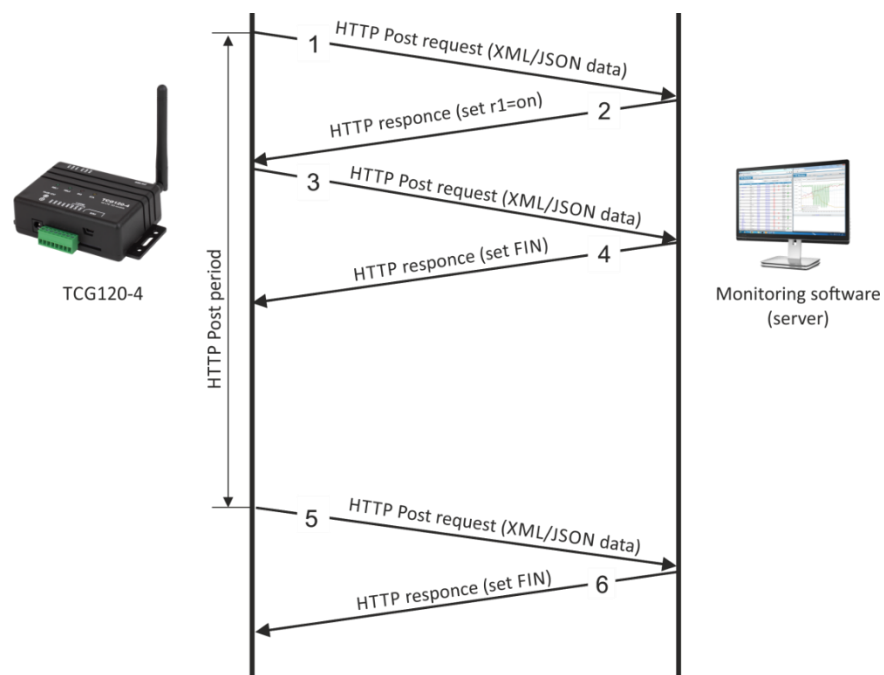 1
HTTP Post request (XML/JSON data)
HTTP responce (set r1=on)
2
3
HTTP Post request (XML/JSON data)
HTTP responce (set FIN)
4
TCG120-4
TCG120-4
HTTP Post period
Monitoring software
(server)
5
HTTP Post request (XML/JSON data)
HTTP responce (set FIN)
6